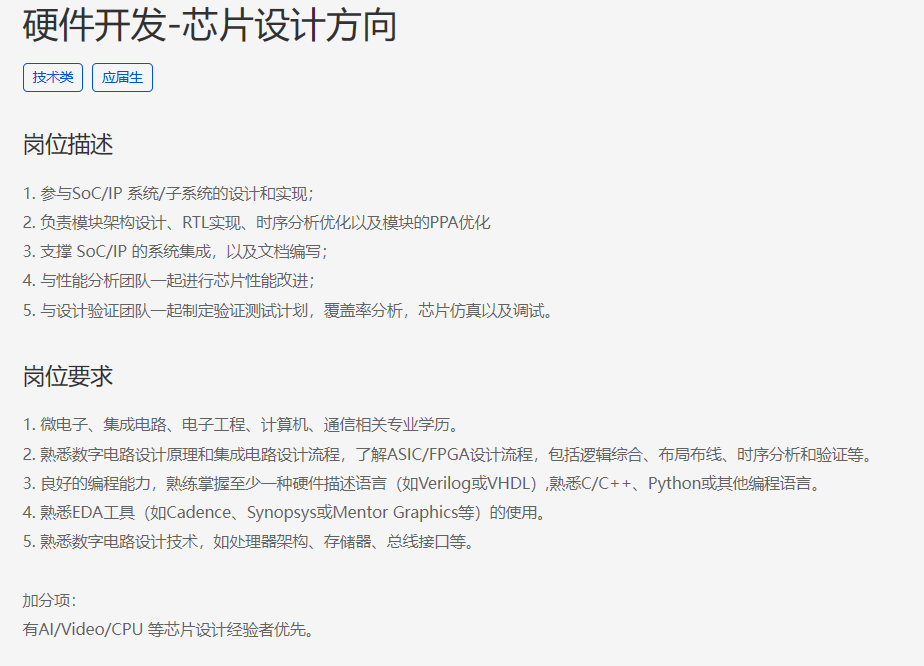 硬件开发-芯片设计方向
技术类 应届生
岗位描述
1. 参与SoC/IP 系统/子系统的设计和实现；
2. 负责模块架构设计、RTL实现、时序分析优化以及模块的PPA优化
3. 支撑 SoC/IP 的系统集成，以及文档编写；
4. 与性能分析团队一起进行芯片性能改进；
5. 与设计验证团队一起制定验证测试计划，覆盖率分析，芯片仿真以及调试。
岗位要求
1. 微电子、集成电路、电子工程、计算机、通信相关专业学历。
2. 熟悉数字电路设计原理和集成电路设计流程，了解ASIC/FPGA设计流程，包括逻辑综合、布局布线、时序分析和验证等。
3. 良好的编程能力，熟练掌握至少一种硬件描述语言（如Verilog或VHDL）,熟悉C/C++、Python或其他编程语言。
4. 熟悉EDA工具（如Cadence、Synopsys或Mentor Graphics等）的使用。
5. 熟悉数字电路设计技术，如处理器架构、存储器、总线接口等。
加分项：
有AI/Video/CPU 等芯片设计经验者优先。